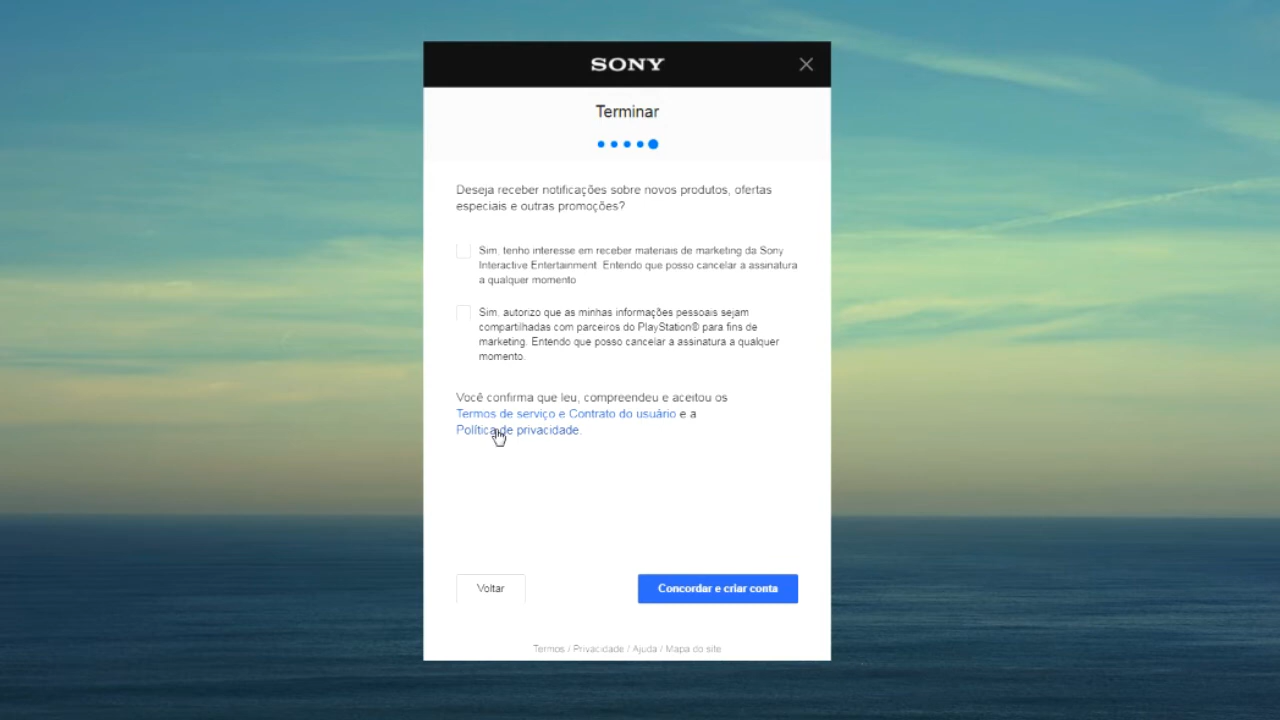 SONY
Terminar
Deseja receber notificações sobre novos produtos, ofertas
especiais e outras promoções?
Sim, tenho interesse em receber materiais de marketing da Sony
Interactive Entertainment. Entendo que posso cancelar a assinatura
a qualquer momento
Sim, autorizo que as minhas informações pessoais sejam
compartilhadas com parceiros do PlayStation® para fins de
marketing. Entendo que posso cancelar a assinatura a qualquer
momento.
Você confirma que leu, compreendeu e aceitou os
Termos de serviço e Contrato do usuário e a
Política de privacidade.
Voltar
Concordar e criar conta
Termos / Privacidade / Ajuda / Mapa do site